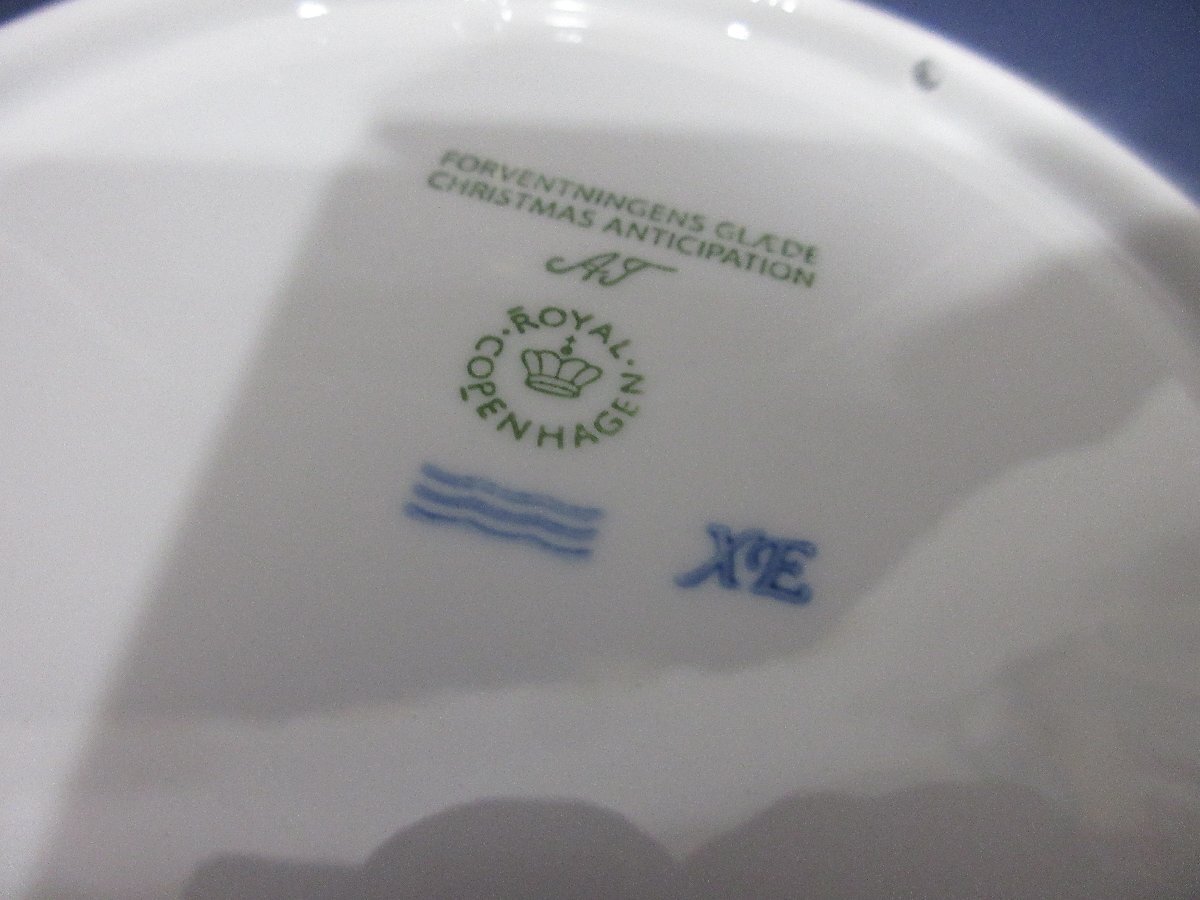 FORVENTNINGENS GLÆDE
CHRISTMAS ANTICIPATION
AT
ROYAL · COPENHAGEN ·
XE